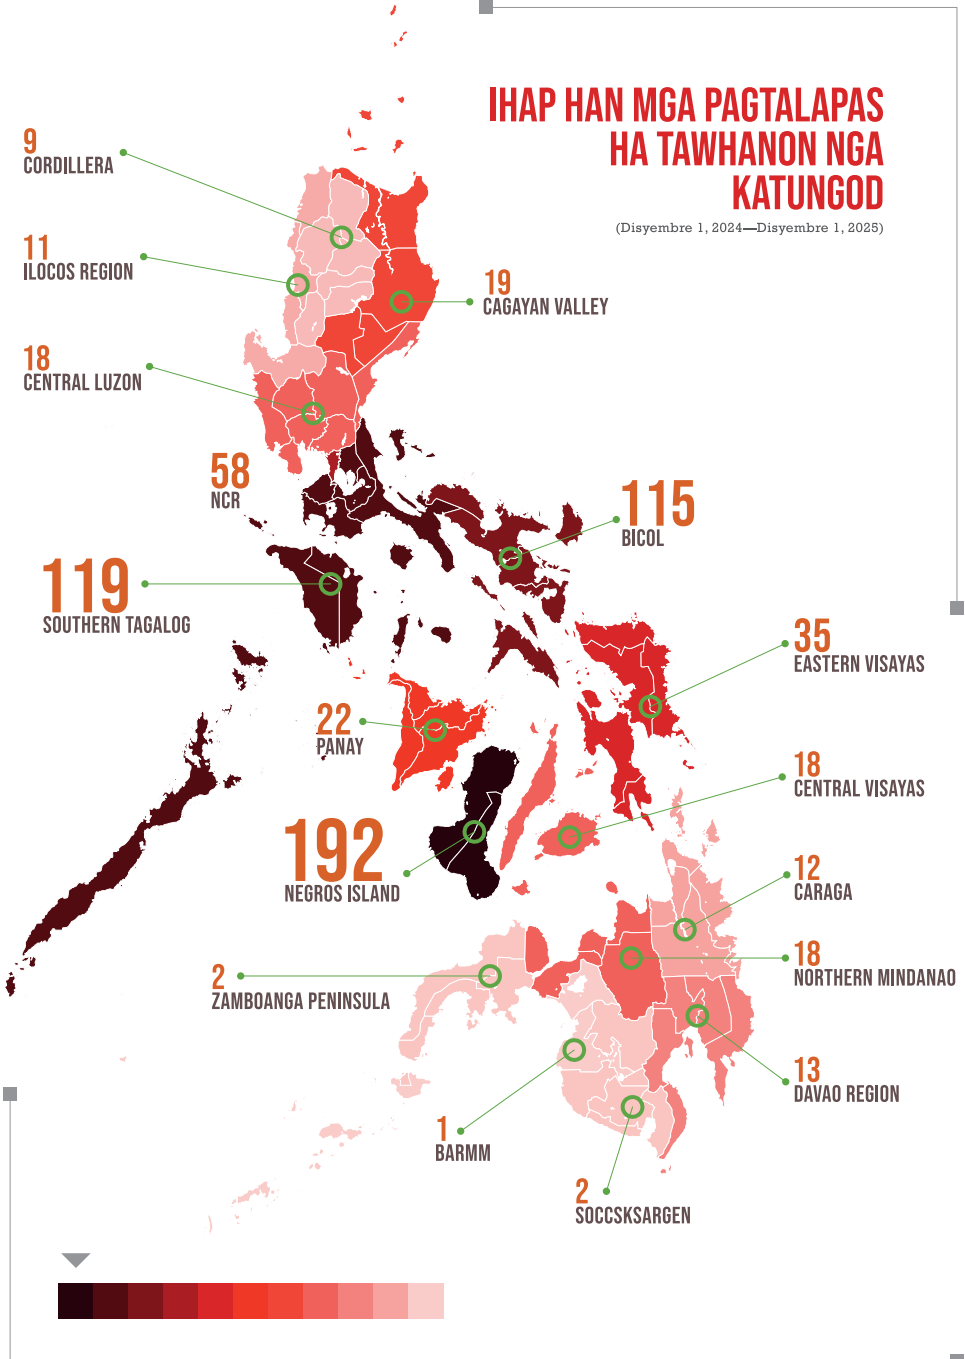 IHAP HAN MGA PAGTALAPAS
HA TAWHANON NGA
KATUNGOD
(Disyembre 1, 2024—Disyembre 1, 2025)
9
CORDILLERA
11
ILOCOS REGION
19
CAGAYAN VALLEY
18
CENTRAL LUZON
58
NCR
115
BICOL
119
SOUTHERN TAGALOG
35
EASTERN VISAYAS
22
PANAY
18
CENTRAL VISAYAS
192
NEGROS ISLAND
12
CARAGA
18
NORTHERN MINDANAO
2
ZAMBOANGA PENINSULA
13
DAVAO REGION
1
BARMM
2
SOCCSKSARGEN